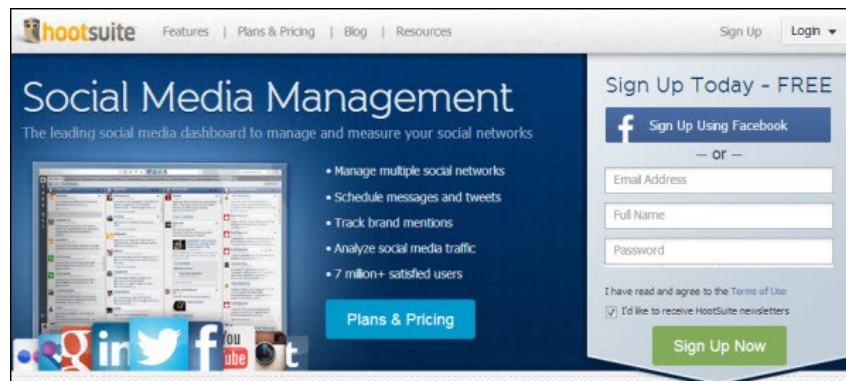 hootsuite
Features | Plans & Pricing | Blog | Resources
Sign Up
Login
Social Media Management
The leading social media dashboard to manage and measure your social networks
• Manage multiple social networks
• Schedule messages and tweets
• Track brand mentions
• Analyze social media traffic
• 7 million+ satisfied users
Plans & Pricing
in
f
You
Tube
t
Sign Up Today - FREE
f Sign Up Using Facebook
— or —
Email Address
Full Name
Password
I have read and agree to the Terms of Use
I'd like to receive HootSuite newsletters
Sign Up Now